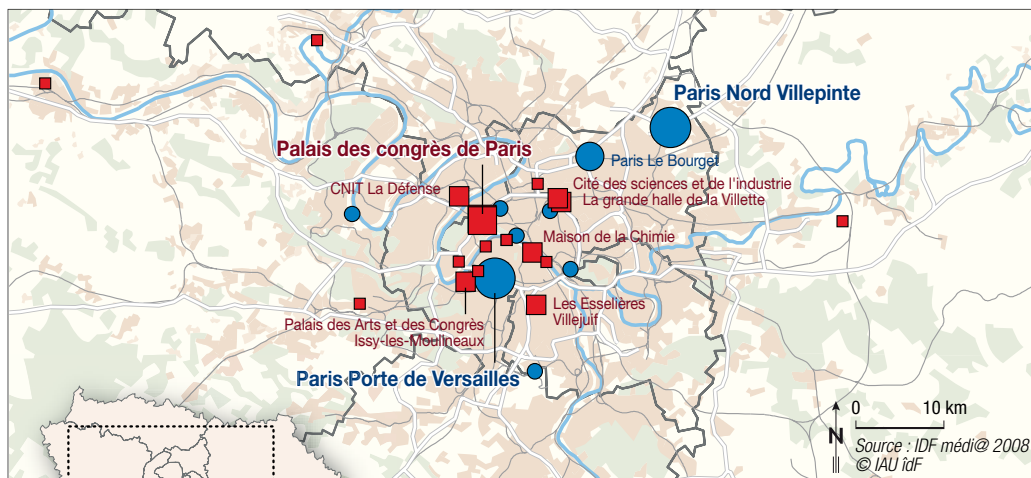 Paris Nord Villepinte
Palais des congrès de Paris
Paris Le Bourget
CNIT La Défense
Cité des sciences et de l'industrie
La grande halle de la Villette
Maison de la Chimie
Les Esselières
Villejuif
Palais des Arts et des Congrès
Issy-les-Moulineaux
Paris Porte de Versailles
0 10 km
N
Source : IDF médi@ 2008
© IAU îdF